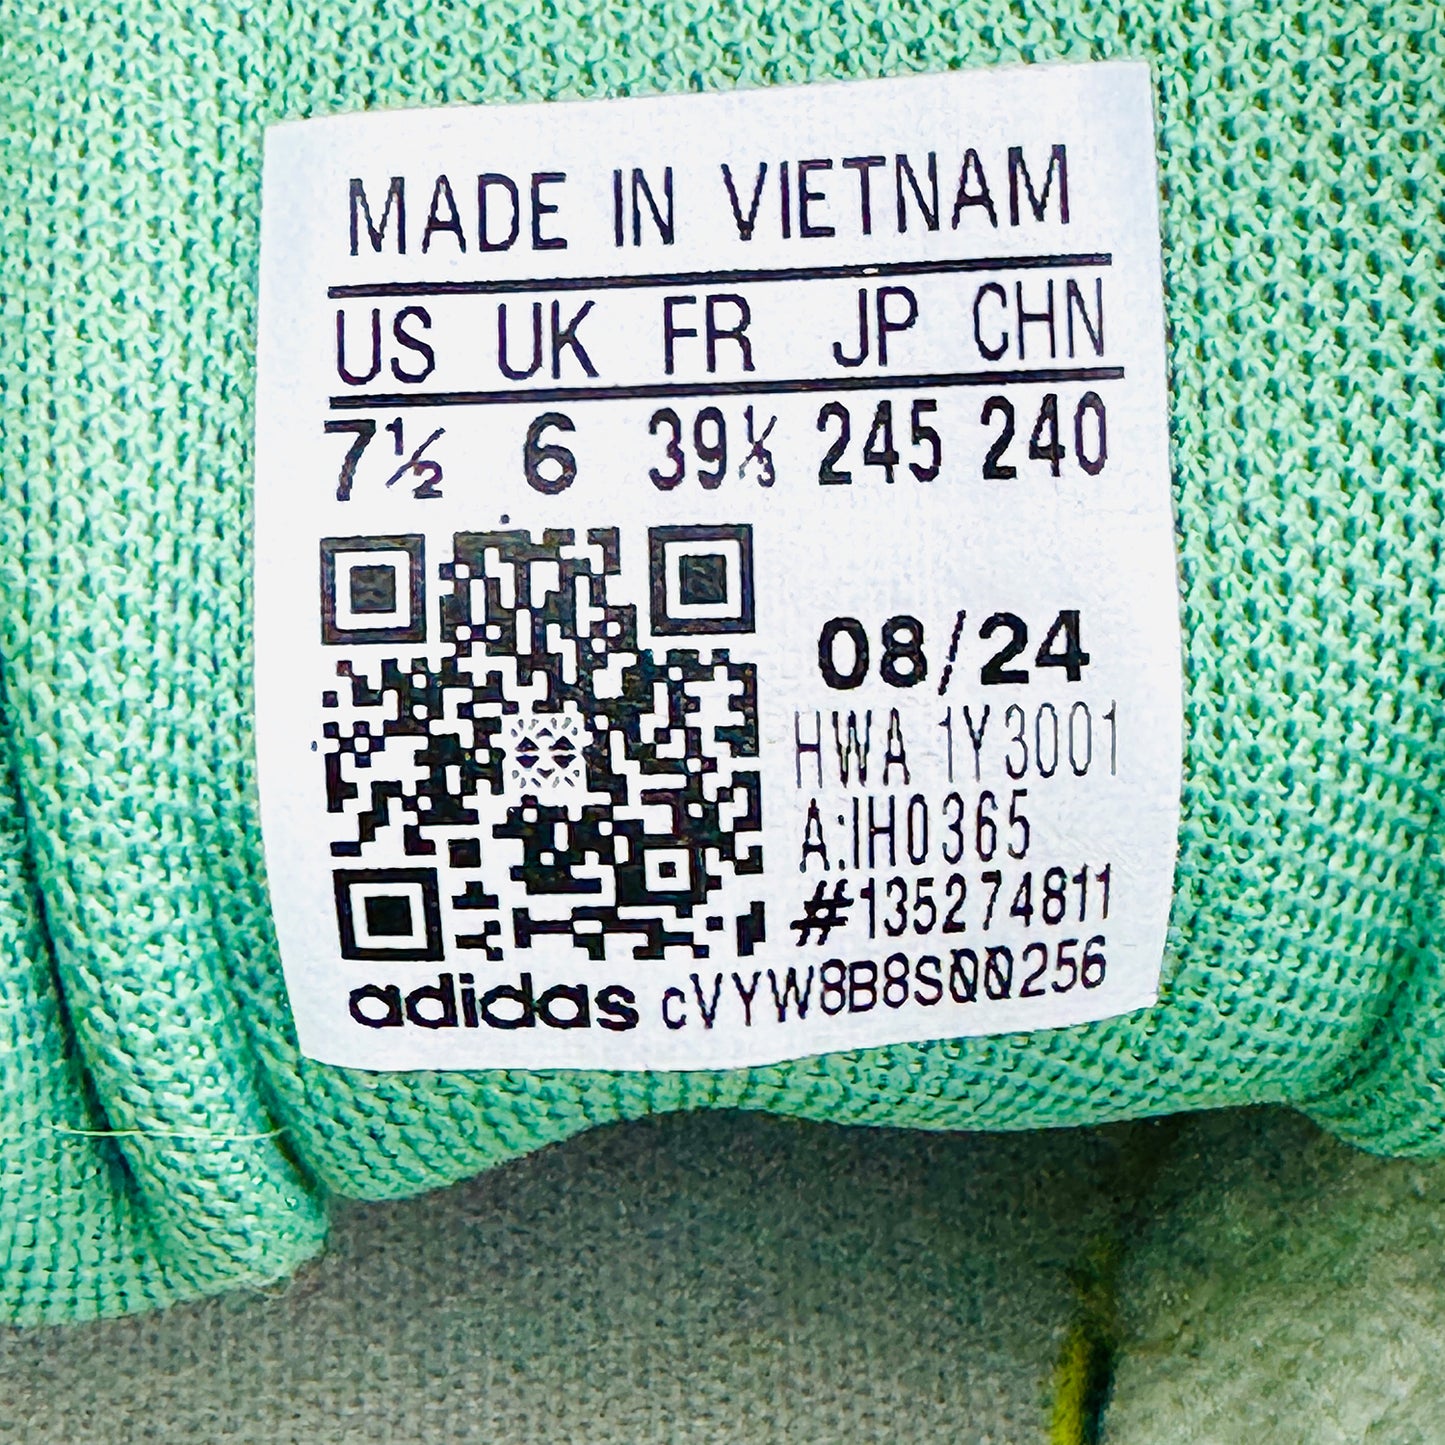 MADE IN VIETNAM
US UK FR JP CHN
7½ 6 39⅓ 245 240
08/24
HWA 1Y3001
A:IH0365
#135274811
adidas cVYW8B8S00256